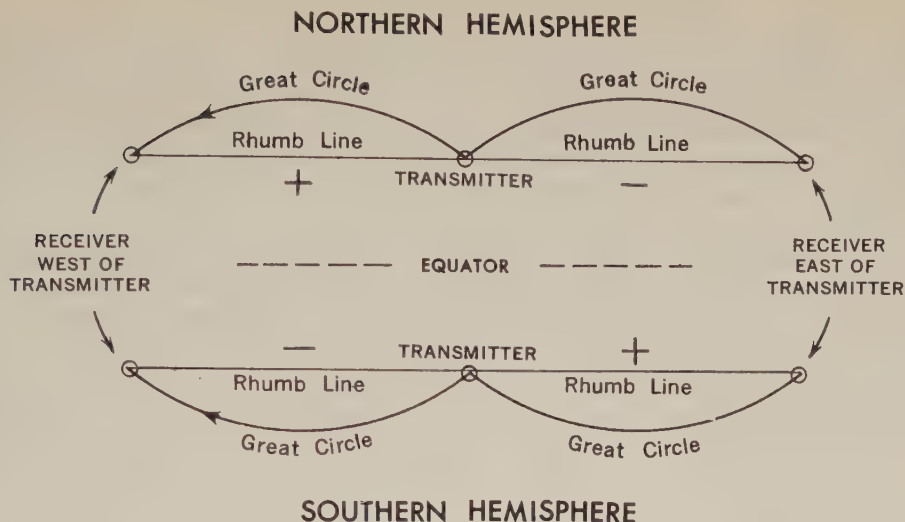 NORTHERN HEMISPHERE
Great Circle
Great Circle
Rhumb Line
Rhumb Line
+
TRANSMITTER
−
RECEIVER
WEST OF
TRANSMITTER
EQUATOR
RECEIVER
EAST OF
TRANSMITTER
−
TRANSMITTER
+
Rhumb Line
Rhumb Line
Great Circle
Great Circle
SOUTHERN HEMISPHERE